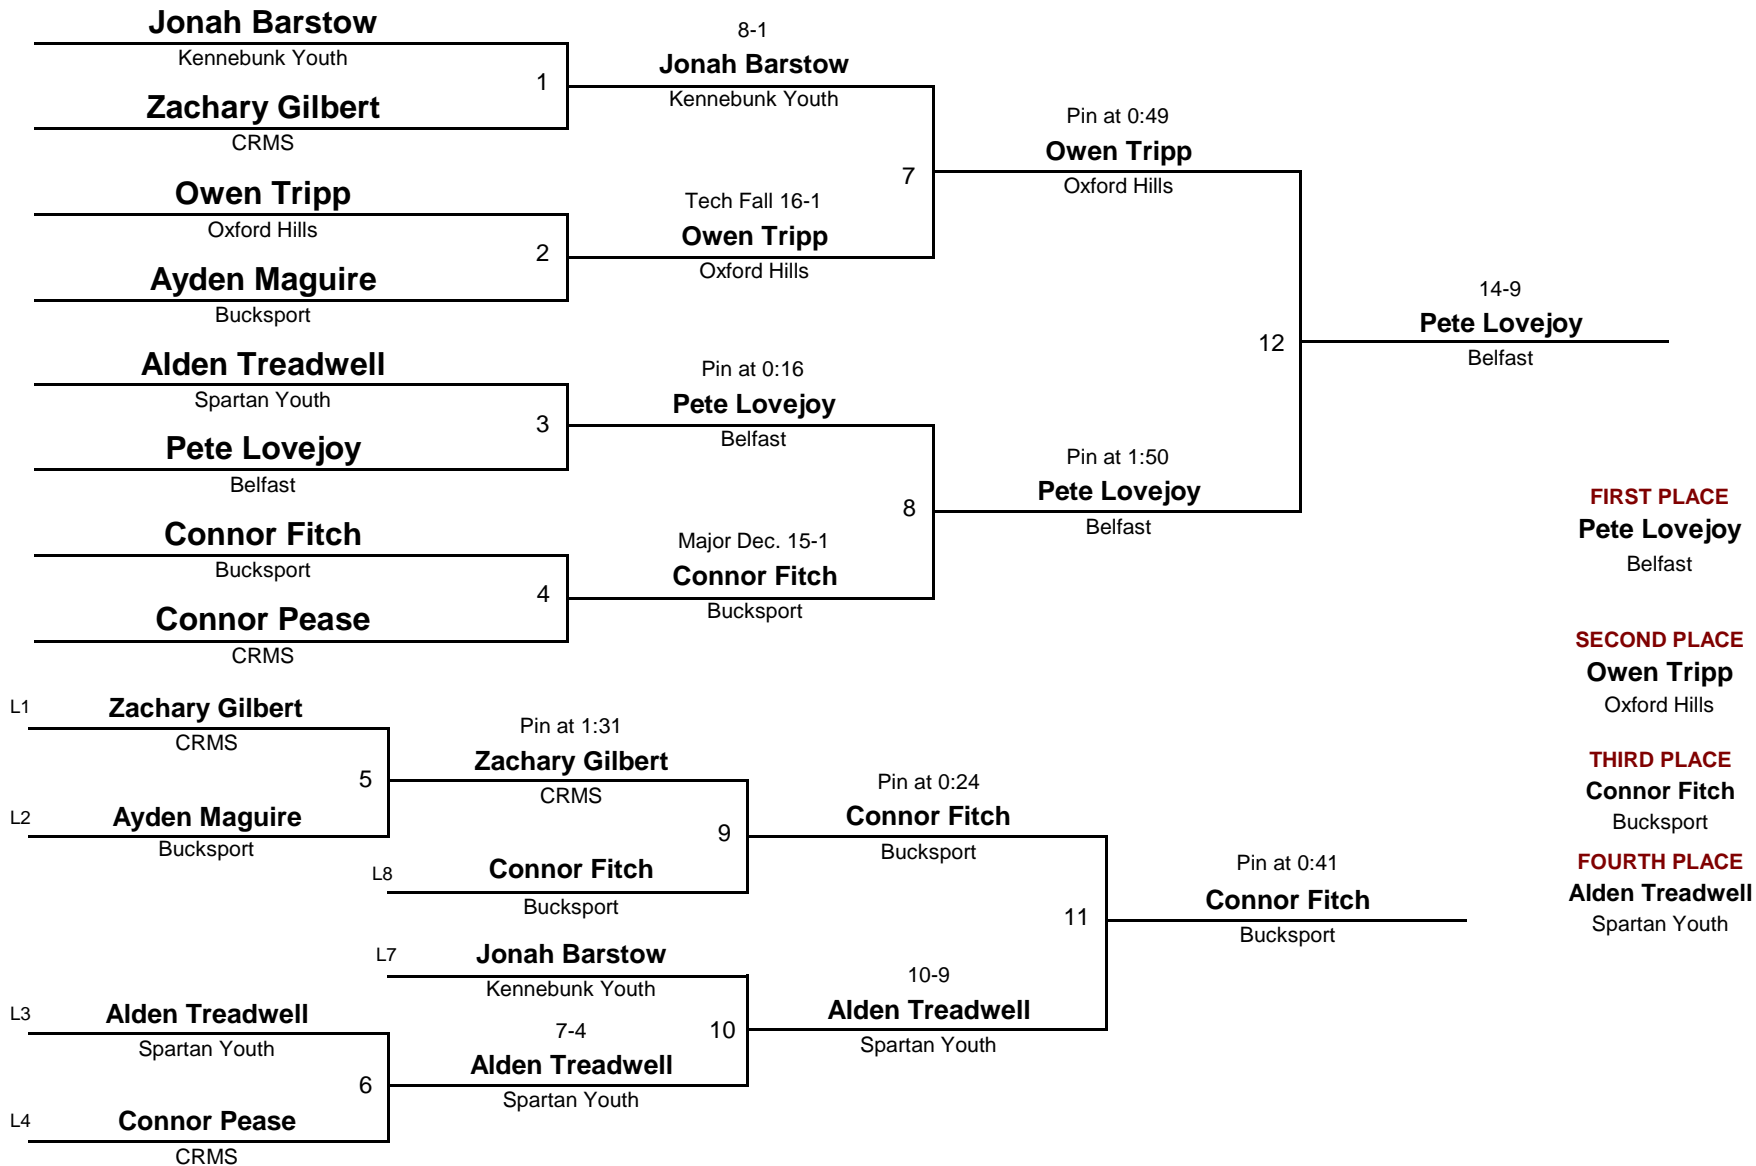 Jonah Barstow
Kennebunk Youth
1
Zachary Gilbert
CRMS
Owen Tripp
Oxford Hills
2
Ayden Maguire
Bucksport
Alden Treadwell
Spartan Youth
3
Pete Lovejoy
Belfast
Connor Fitch
Bucksport
4
Connor Pease
CRMS
8-1
Jonah Barstow
Kennebunk Youth
7
Tech Fall 16-1
Owen Tripp
Oxford Hills
Pin at 0:16
Pete Lovejoy
Belfast
8
Major Dec. 15-1
Connor Fitch
Bucksport
Pin at 0:49
Owen Tripp
Oxford Hills
12
Pin at 1:50
Pete Lovejoy
Belfast
14-9
Pete Lovejoy
Belfast
FIRST PLACE
Pete Lovejoy
Belfast
SECOND PLACE
Owen Tripp
Oxford Hills
THIRD PLACE
Connor Fitch
Bucksport
FOURTH PLACE
Alden Treadwell
Spartan Youth
L1
Zachary Gilbert
CRMS
5
L2
Ayden Maguire
Bucksport
Pin at 1:31
Zachary Gilbert
CRMS
9
L8
Connor Fitch
Bucksport
L7
Jonah Barstow
Kennebunk Youth
10
7-4
Alden Treadwell
Spartan Youth
L3
Alden Treadwell
Spartan Youth
6
L4
Connor Pease
CRMS
Pin at 0:24
Connor Fitch
Bucksport
11
10-9
Alden Treadwell
Spartan Youth
Pin at 0:41
Connor Fitch
Bucksport